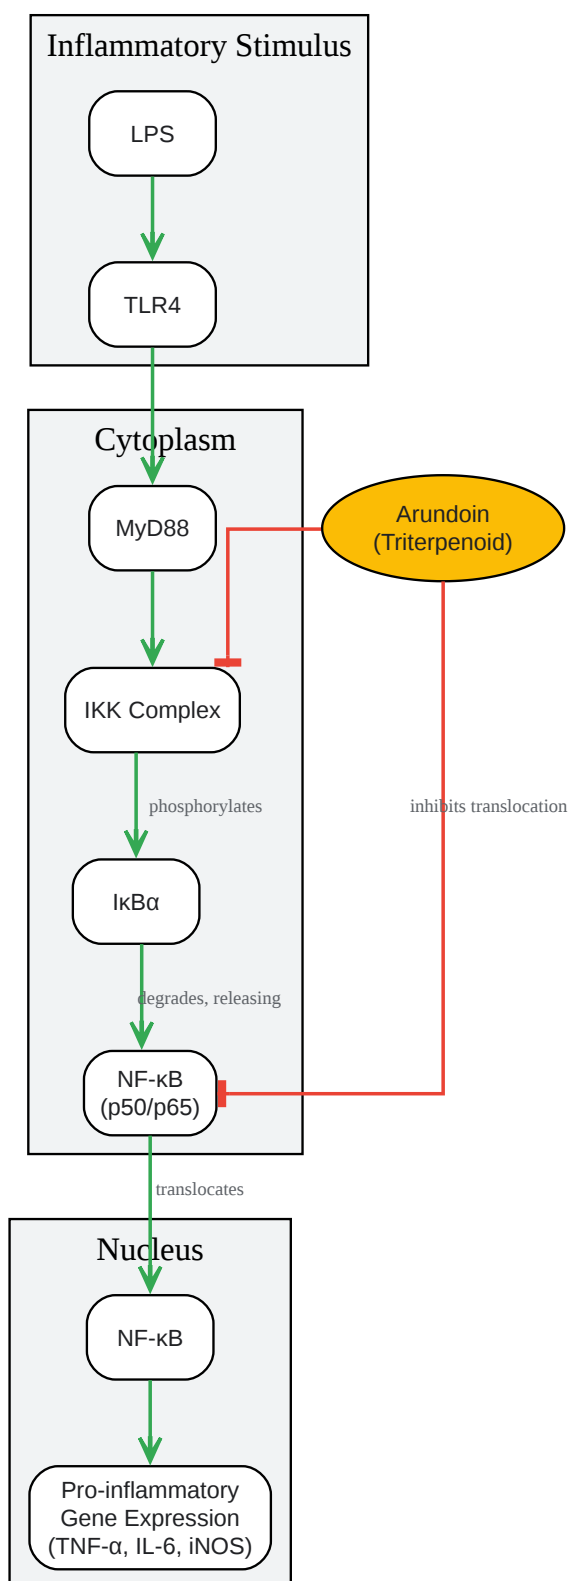 Inflammatory Stimulus
LPS
TLR4
Cytoplasm
MyD88
Arundoin
(Triterpenoid)
IKK Complex
phosphorylates
inhibits translocation
IκBα
degrades, releasing
NF-κB
(p50/p65)
translocates
Nucleus
NF-κB
Pro-inflammatory
Gene Expression
(TNF-α, IL-6, iNOS)